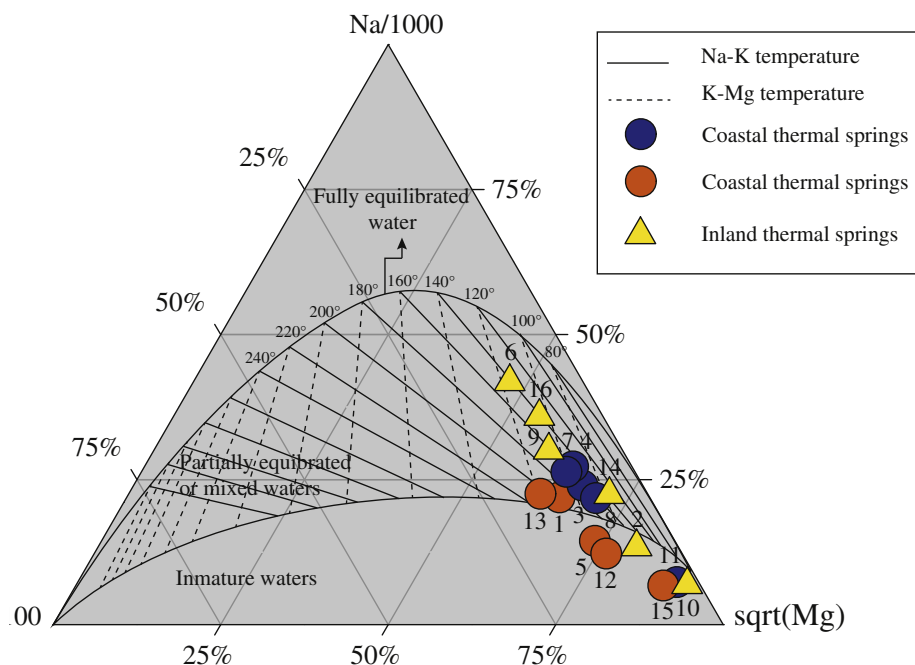 Na/1000
Na-K temperature
K-Mg temperature
Coastal thermal springs
Coastal thermal springs
Inland thermal springs
25%
75%
Fully equilibrated
water
180°
160°
140°
120°
200°
100°
220°
80°
240°
50%
50%
6
16
9
7
4
14
75%
25%
Partially equibrated
or mixed waters
13
1
3
8
2
5
12
11
Inmature waters
15
10
00
sqrt(Mg)
25%
50%
75%